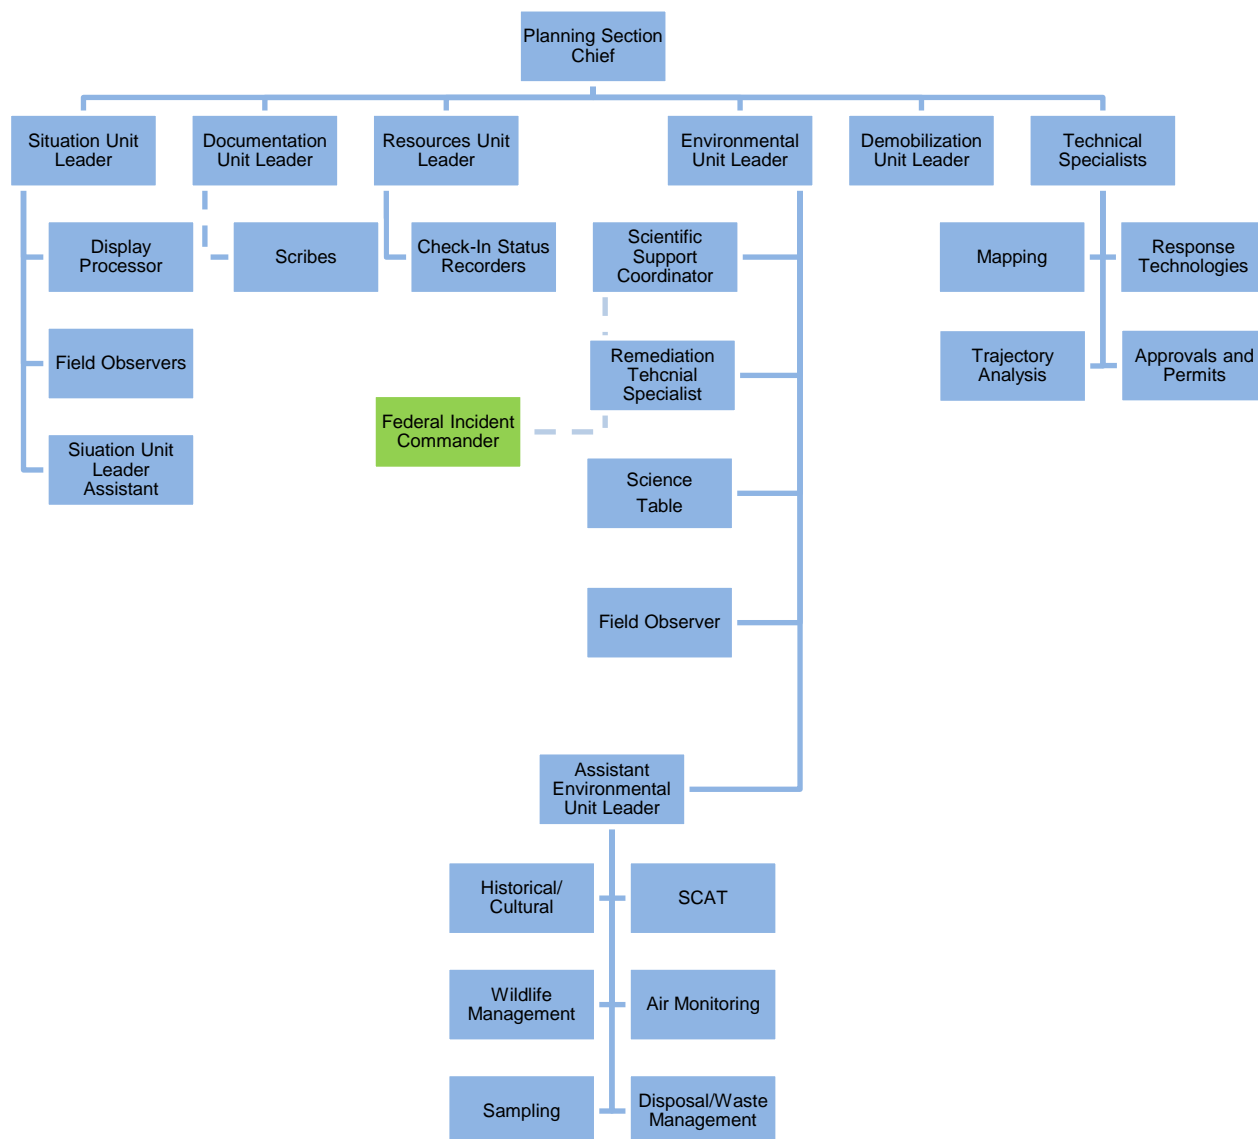 Planning Section
Chief
Situation Unit
Leader
Documentation
Unit Leader
Resources Unit
Leader
Environmental
Unit Leader
Demobilization
Unit Leader
Technical
Specialists
Display
Processor
Scribes
Check-In Status
Recorders
Scientific
Support
Coordinator
Mapping
Response
Technologies
Field Observers
Remediation
Tehcnial
Specialist
Trajectory
Analysis
Approvals and
Permits
Federal Incident
Commander
Siuation Unit
Leader
Assistant
Science
Table
Field Observer
Assistant
Environmental
Unit Leader
Historical/
Cultural
SCAT
Wildlife
Management
Air Monitoring
Sampling
Disposal/Waste
Management